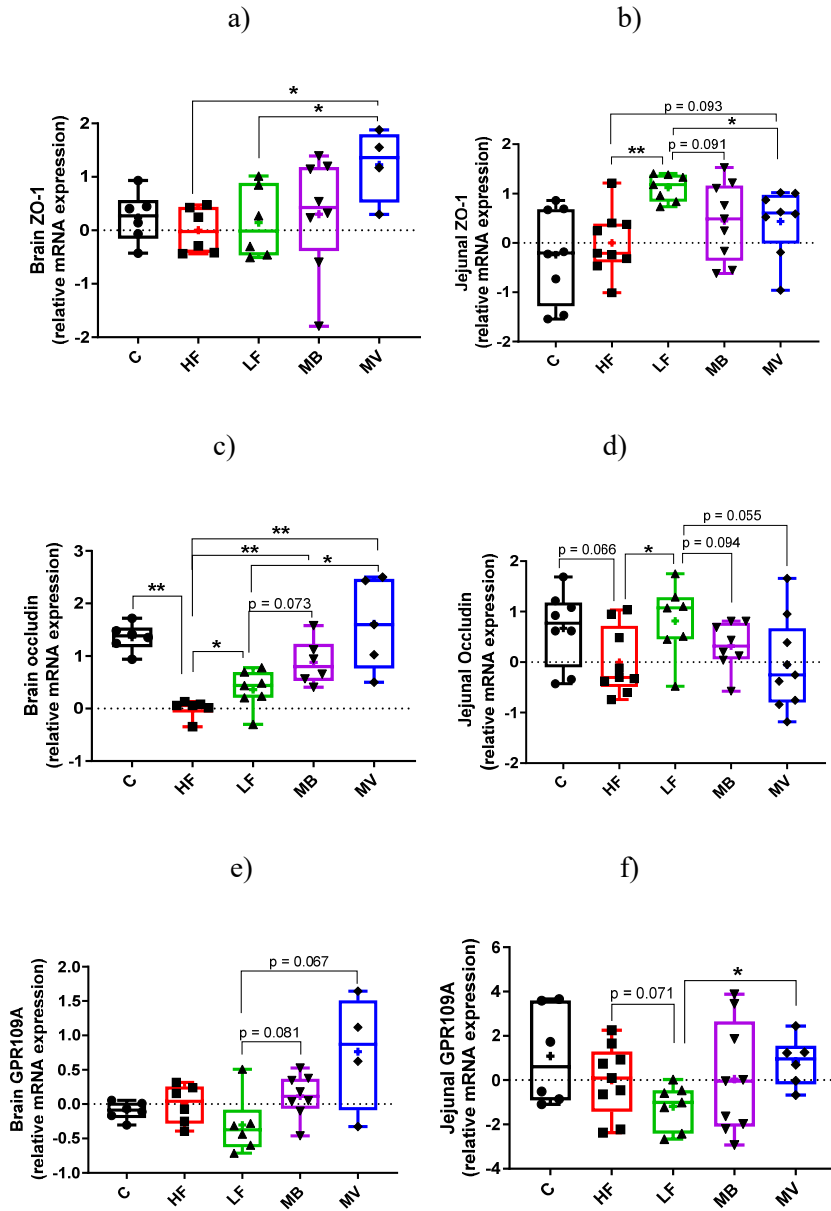 a)
b)
*
*
Brain ZO-1
(relative mRNA expression)
2
1
0
-1
-2
C
HF
LF
MB
MV
p = 0.093
*
**
p = 0.091
Jejunal ZO-1
(relative mRNA expression)
2
1
0
-1
-2
C
HF
LF
MB
MV
c)
d)
**
**
*
**
p = 0.073
*
Brain occludin
(relative mRNA expression)
3
2
1
0
-1
C
HF
LF
MB
MV
p = 0.055
p = 0.066
*
p = 0.094
Jejunal Occludin
(relative mRNA expression)
2
1
0
-1
-2
C
HF
LF
MB
MV
e)
f)
p = 0.067
p = 0.081
Brain GPR109A
(relative mRNA expression)
2.0
1.5
1.0
0.5
0.0
-0.5
-1.0
C
HF
LF
MB
MV
*
p = 0.071
Jejunal GPR109A
(relative mRNA expression)
6
4
2
0
-2
-4
C
HF
LF
MB
MV